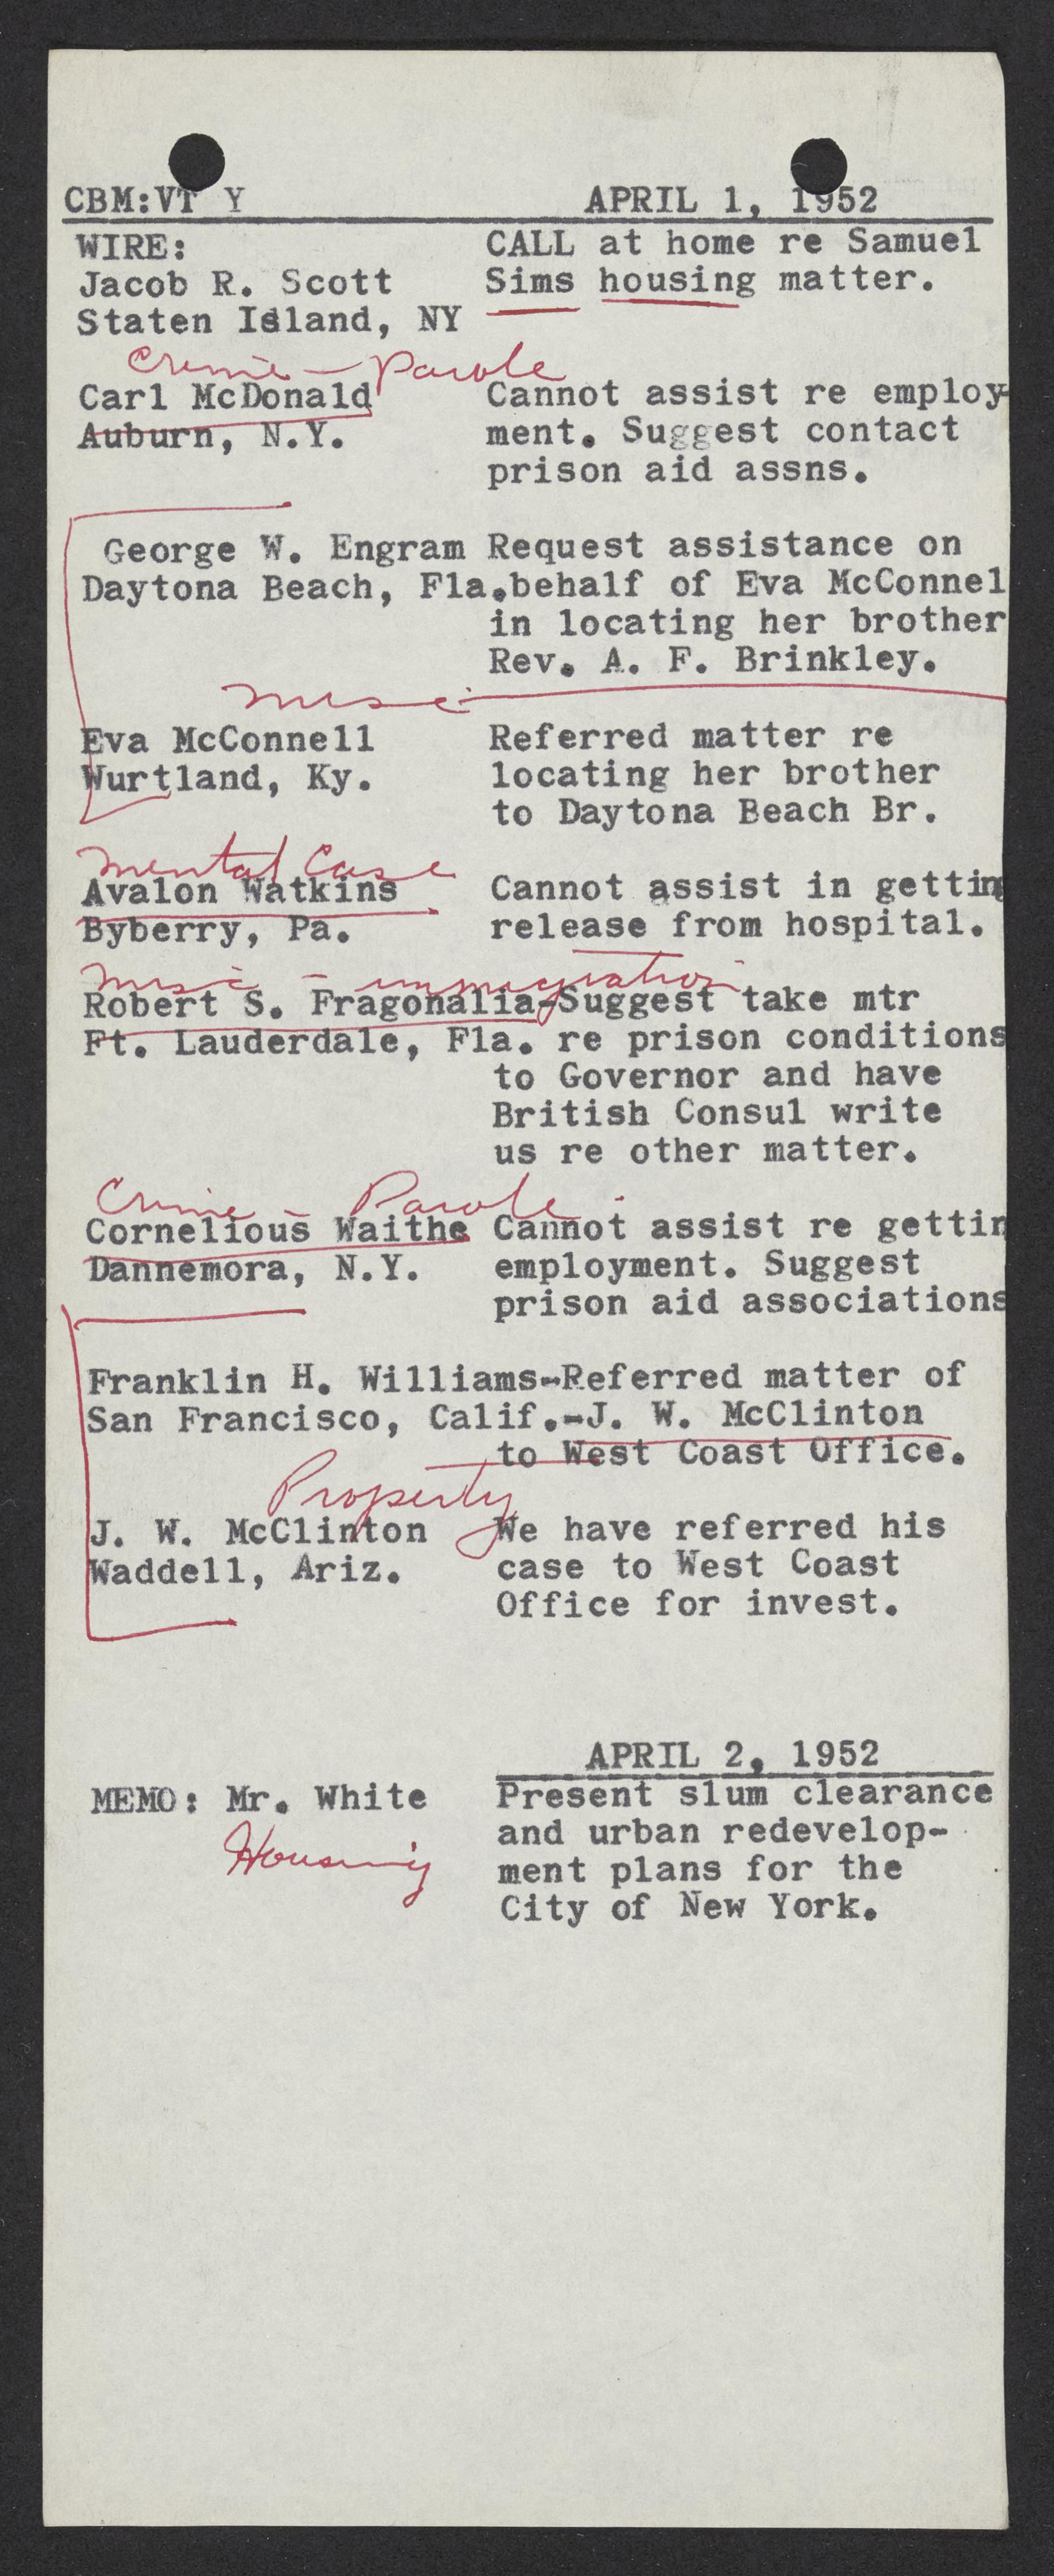 CBM:VT Y APRIL 1, 1952
WIRE: CALL at home re Samuel
Jacob R. Scott Sims housing matter.
Staten Island, NY
Crime - Parole
Carl McDonald Cannot assist re employ-
Auburn, N.Y. ment. Suggest contact
prison aid assns.
George W. Engram Request assistance on
Daytona Beach, Fla.behalf of Eva McConnel
in locating her brother
Rev. A. F. Brinkley.
Misc
Eva McConnell Referred matter re
Wurtland, Ky. locating her brother
to Daytona Beach Br.
Mental Case
Avalon Watkins Cannot assist in getting
Byberry, Pa. release from hospital.
Misc - immigration
Robert S. Fragonalia-Suggest take mtr
Ft. Lauderdale, Fla. re prison conditions
to Governor and have
British Consul write
us re other matter.
Crime - Parole
Cornelious Waithe Cannot assist re gettin
Dannemora, N.Y. employment. Suggest
prison aid associations
Franklin H. Williams-Referred matter of
San Francisco, Calif.-J. W. McClinton
to West Coast Office.
Property
J. W. McClinton We have referred his
Waddell, Ariz. case to West Coast
Office for invest.
APRIL 2, 1952
MEMO: Mr. White Present slum clearance
Housing and urban redevelop-
ment plans for the
City of New York.